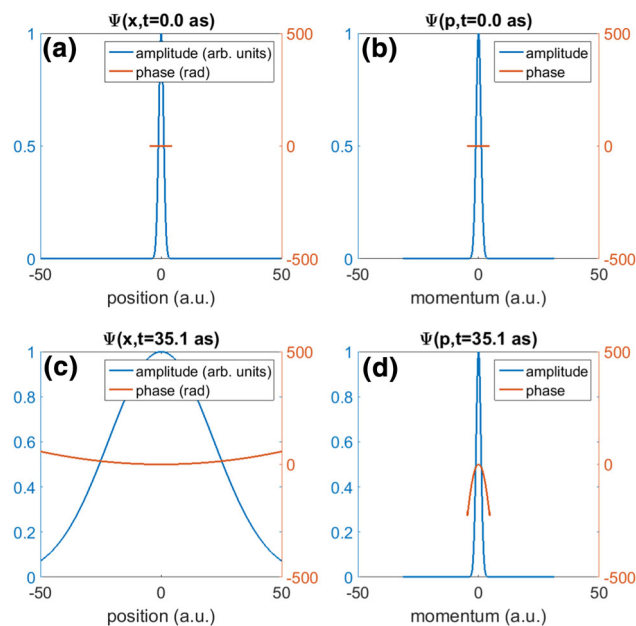 Ψ(x,t=0.0 as)
(a)
amplitude (arb. units)
phase (rad)
1
0.5
0
500
0
-500
-50 0 50
position (a.u.)
Ψ(p,t=0.0 as)
(b)
amplitude
phase
1
0.5
0
500
0
-500
-50 0 50
momentum (a.u.)
Ψ(x,t=35.1 as)
(c)
amplitude (arb. units)
phase (rad)
1
0.8
0.6
0.4
0.2
0
500
0
-500
-50 0 50
position (a.u.)
Ψ(p,t=35.1 as)
(d)
amplitude
phase
1
0.8
0.6
0.4
0.2
0
500
0
-500
-50 0 50
momentum (a.u.)